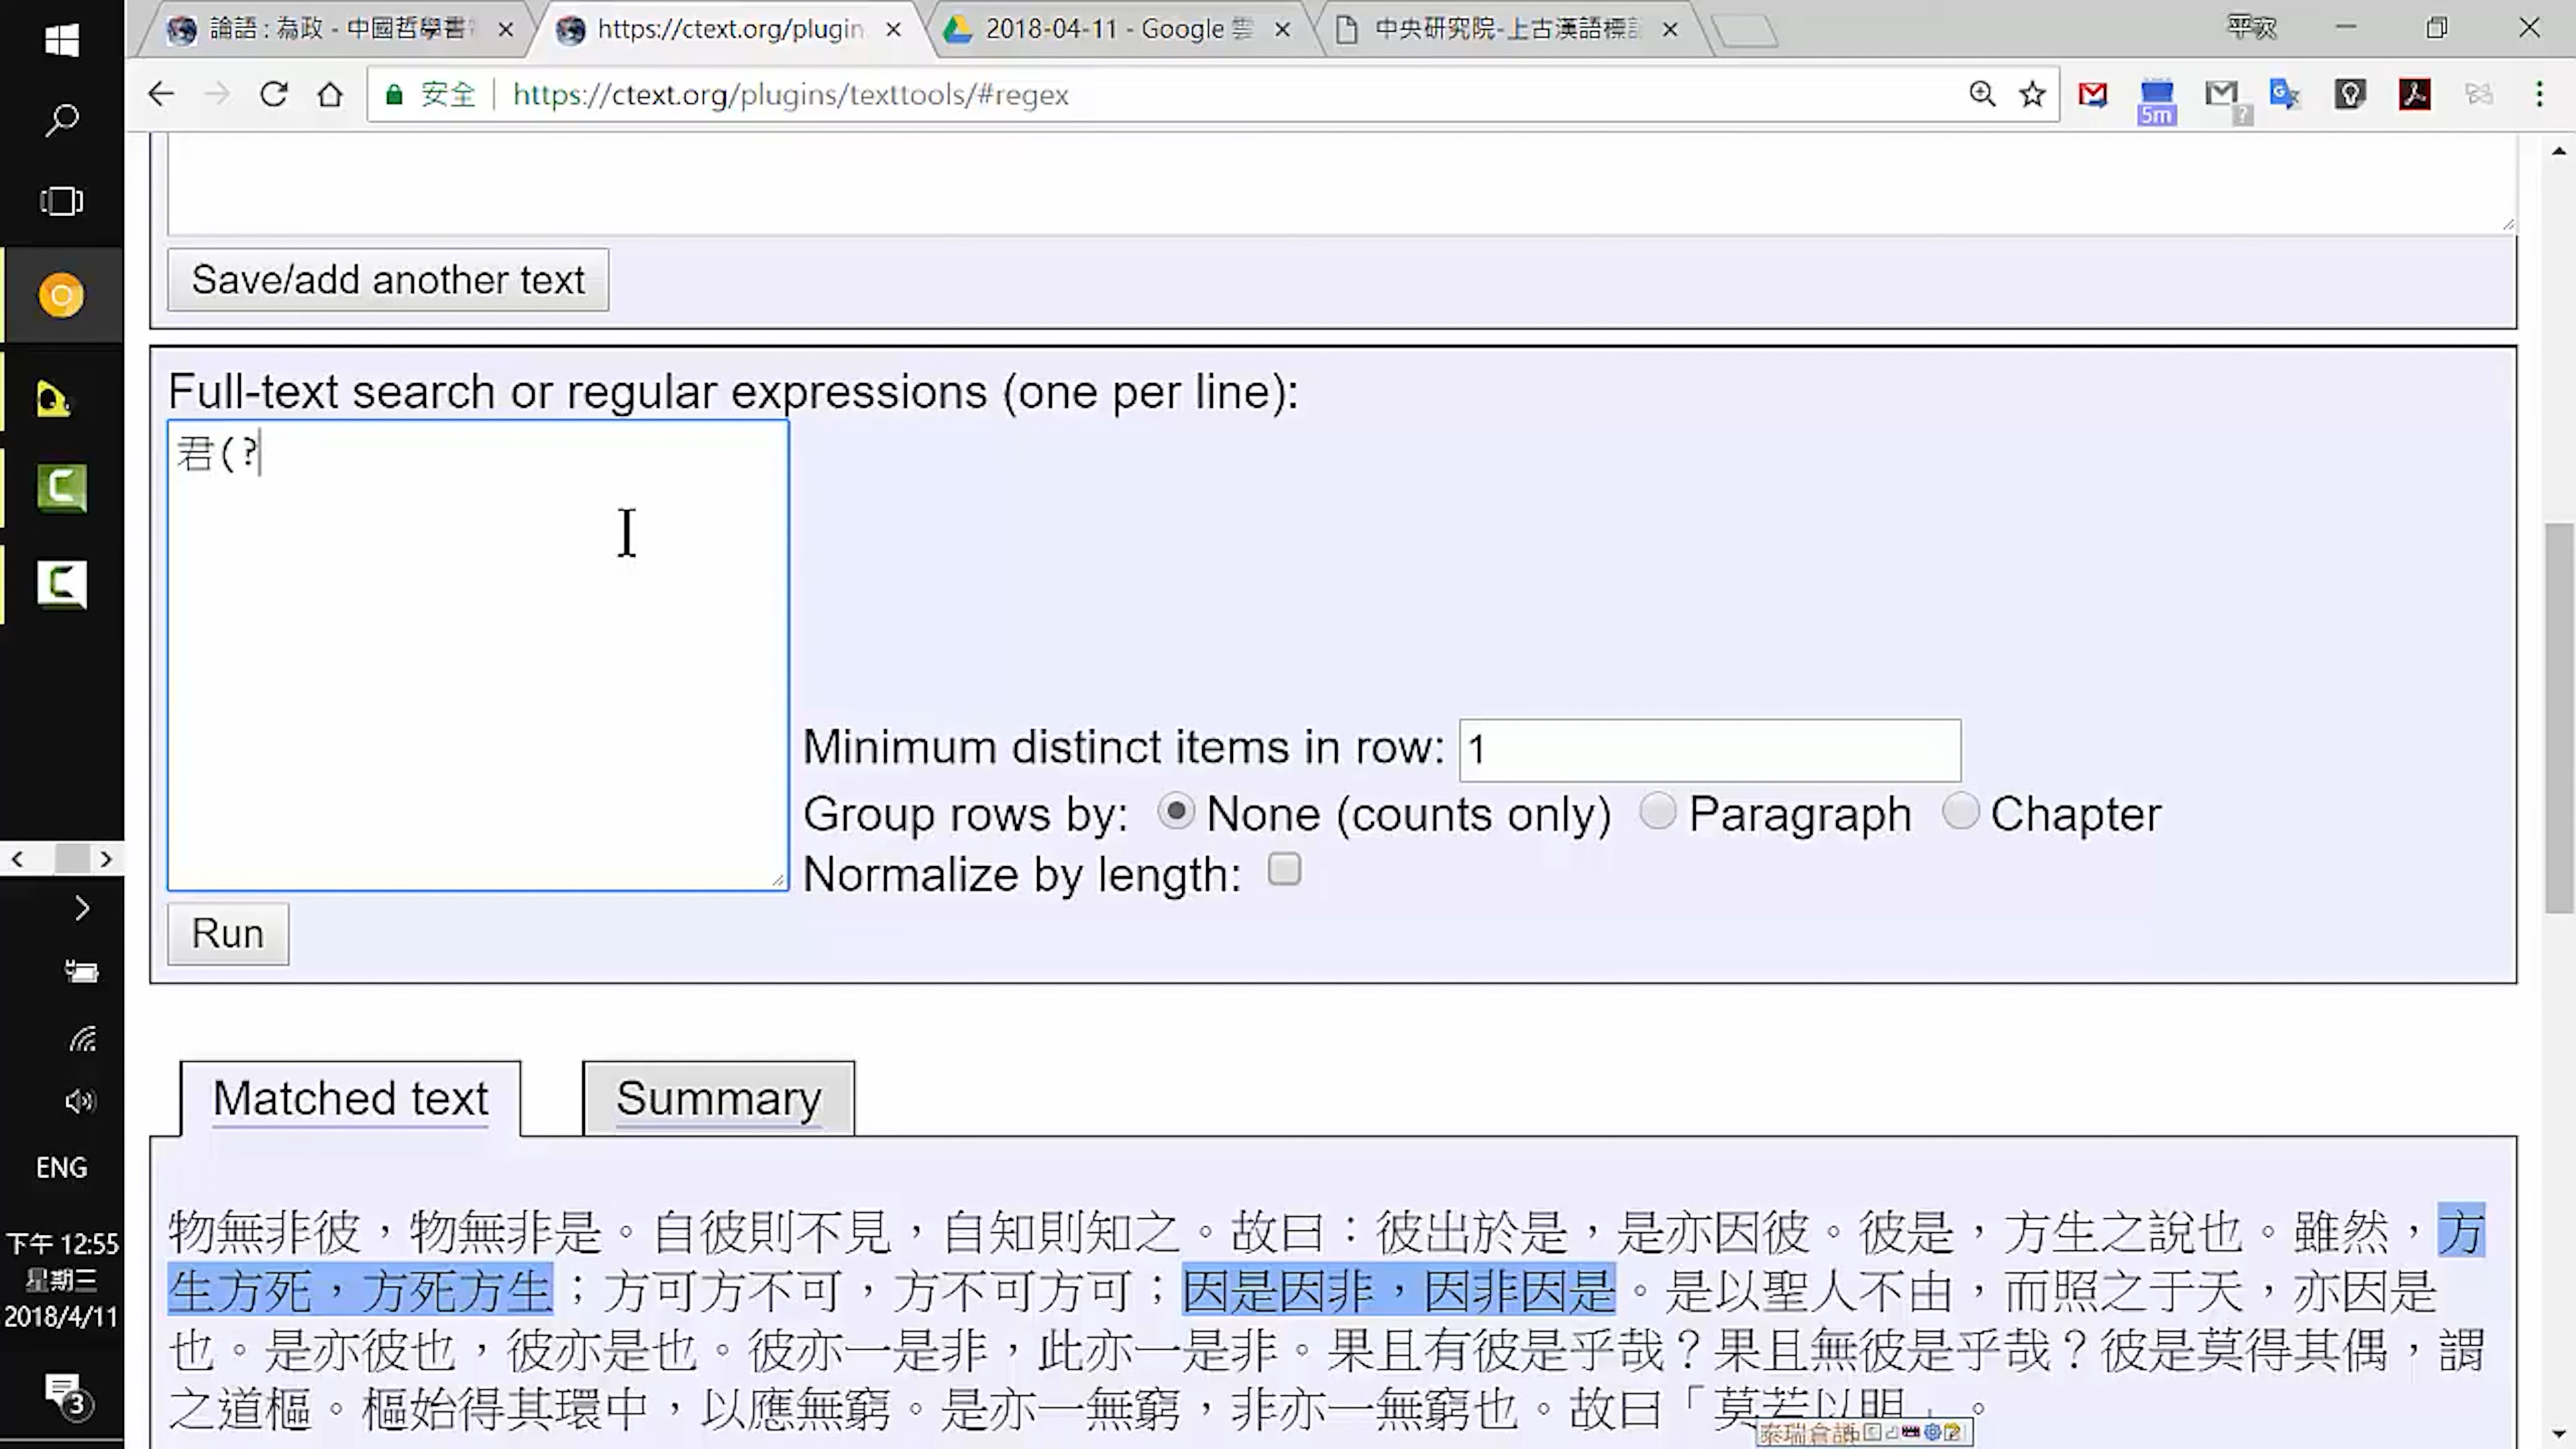 論語 : 為政 - 中國哲學書
https://ctext.org/plugin
2018-04-11 - Google 雲
中央研究院-上古漢語標記
平欥
安全
https://ctext.org/plugins/texttools/#regex
5m
Save/add another text
Full-text search or regular expressions (one per line):
君(?
Minimum distinct items in row: 1
Group rows by: None (counts only) Paragraph Chapter
Normalize by length:
Run
Matched text
Summary
物無非彼，物無非是。自彼則不見，自知則知之。故曰：彼出於是，是亦因彼。彼是，方生之說也。雖然，方
生方死，方死方生；方可方不可，方不可方可；因是因非，因非因是。是以聖人不由，而照之于天，亦因是
也。是亦彼也，彼亦是也。彼亦一是非，此亦一是非。果且有彼是乎哉？果且無彼是乎哉？彼是莫得其偶，謂
之道樞。樞始得其環中，以應無窮。是亦一無窮，非亦一無窮也。故曰「莫若以明」。
ENG
下午 12:55
星期三
2018/4/11
3